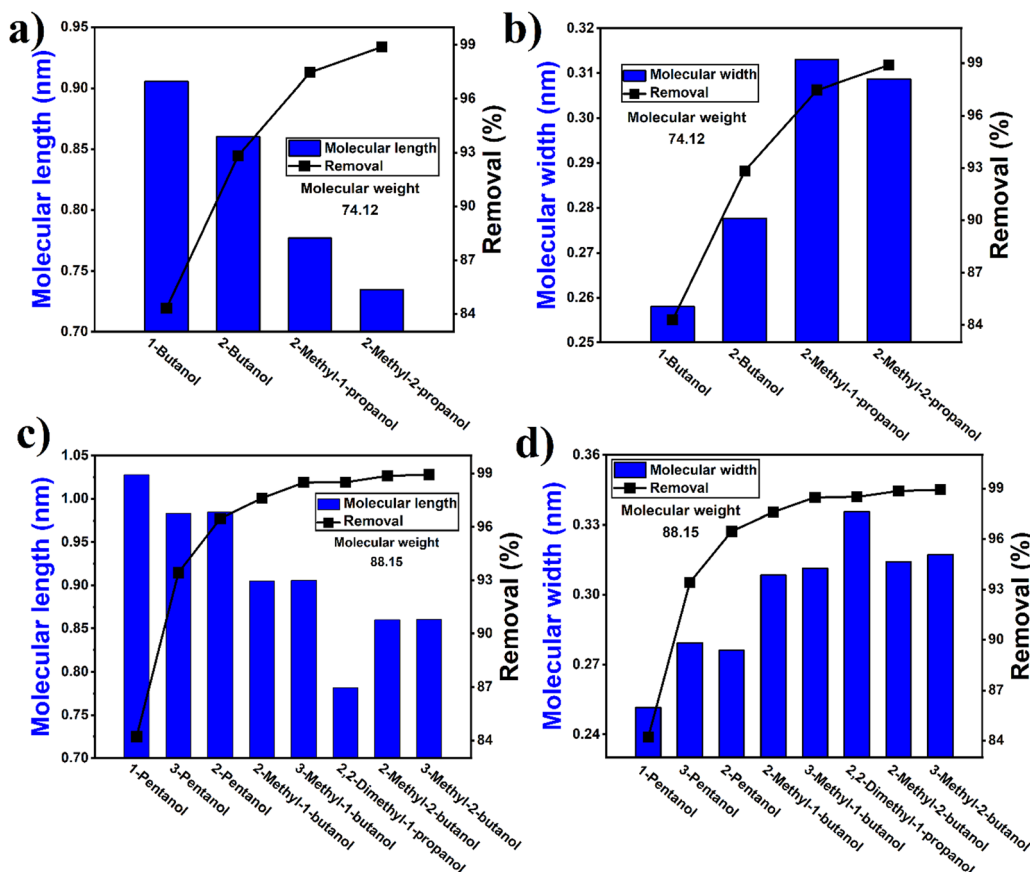 a)
Molecular length (nm)
0.95
0.90
0.85
0.80
0.75
0.70
Molecular length
Removal
Molecular weight
74.12
99
96
93
90
87
84
Removal (%)
1-Butanol
2-Butanol
2-Methyl-1-propanol
2-Methyl-2-propanol
b)
Molecular width (nm)
0.32
0.31
0.30
0.29
0.28
0.27
0.26
0.25
Molecular width
Removal
Molecular weight
74.12
99
96
93
90
87
84
Removal (%)
1-Butanol
2-Butanol
2-Methyl-1-propanol
2-Methyl-2-propanol
c)
Molecular length (nm)
1.05
1.00
0.95
0.90
0.85
0.80
0.75
0.70
Molecular length
Removal
Molecular weight
88.15
99
96
93
90
87
84
Removal (%)
1-Pentanol
3-Pentanol
2-Pentanol
2-Methyl-1-butanol
3-Methyl-1-butanol
2,2-Dimethyl-1-propanol
2-Methyl-2-butanol
3-Methyl-2-butanol
d)
Molecular width (nm)
0.36
0.33
0.30
0.27
0.24
Molecular width
Removal
Molecular weight
88.15
99
96
93
90
87
84
Removal (%)
1-Pentanol
3-Pentanol
2-Pentanol
2-Methyl-1-butanol
3-Methyl-1-butanol
2,2-Dimethyl-1-propanol
2-Methyl-2-butanol
3-Methyl-2-butanol